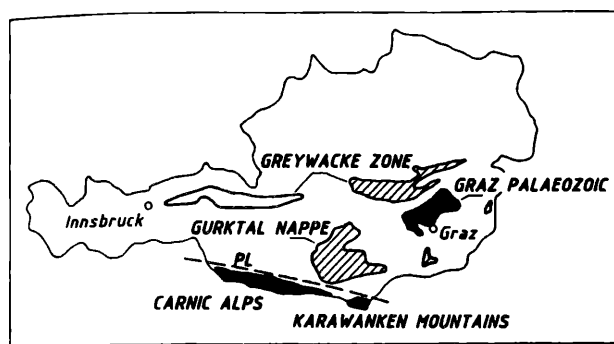 GREYWACKE ZONE
GRAZ PALAEOZOIC
Innsbruck
GURKTAL NAPPE
Graz
PL
CARNIC ALPS
KARAWANKEN MOUNTAINS